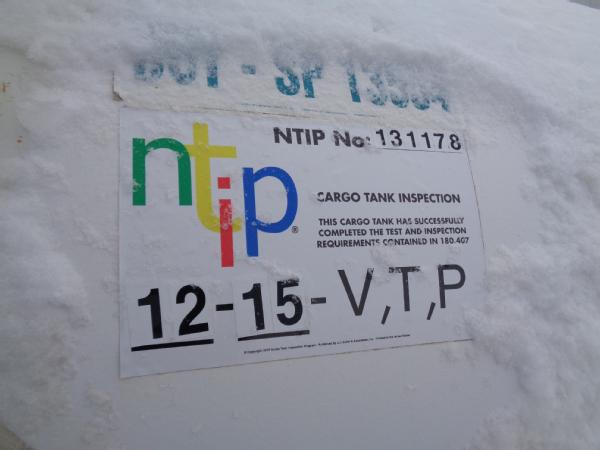 DOT - SP 13554
NTIP No: 131178
ntip®
CARGO TANK INSPECTION
THIS CARGO TANK HAS SUCCESSFULLY
COMPLETED THE TEST AND INSPECTION
REQUIREMENTS CONTAINED IN 180.407
12-15-V,T,P